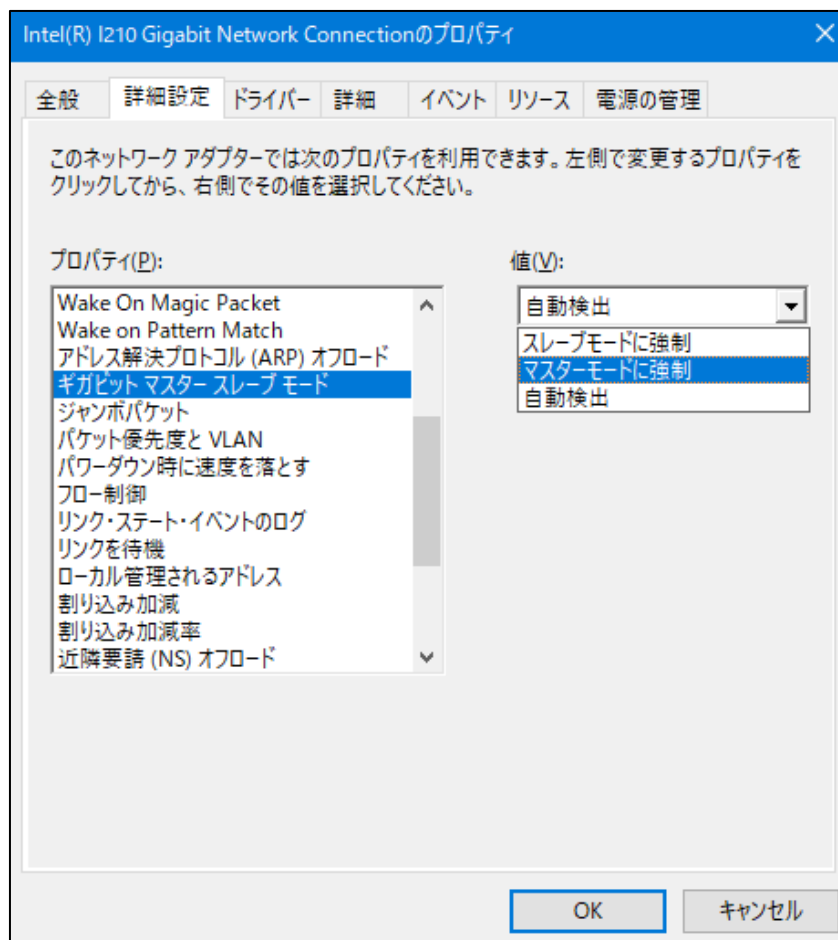 Intel(R) I210 Gigabit Network Connectionのプロパティ
全般 詳細設定 ドライバー 詳細 イベント リソース 電源の管理
このネットワーク アダプターでは次のプロパティを利用できます。左側で変更するプロパティを
クリックしてから、右側でその値を選択してください。
プロパティ(P):
Wake On Magic Packet
Wake on Pattern Match
アドレス解決プロトコル (ARP) オフロード
ギガビット マスター スレーブ モード
ジャンボパケット
パケット優先度と VLAN
パワーダウン時に速度を落とす
フロー制御
リンク・ステート・イベントのログ
リンクを待機
ローカル管理されるアドレス
割り込み加減
割り込み加減率
近隣要請 (NS) オフロード
値(V):
自動検出
スレーブモードに強制
マスターモードに強制
自動検出
OK キャンセル